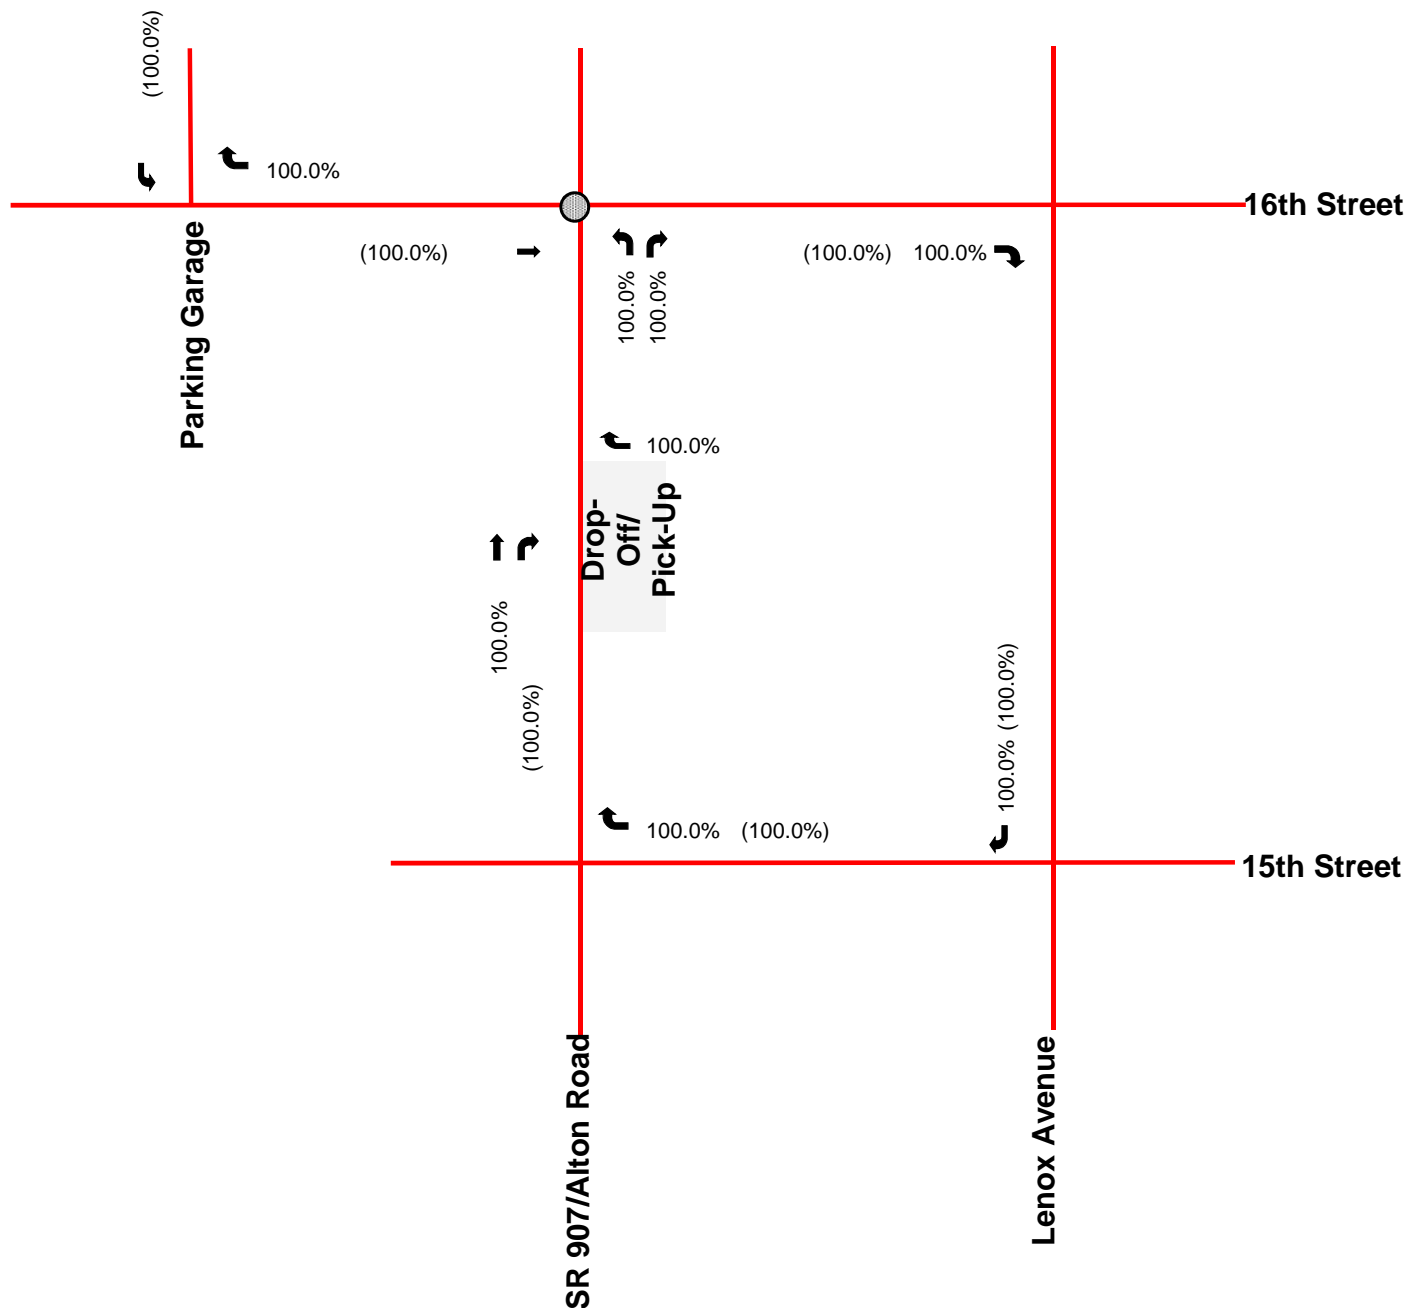 (100.0%)
100.0%
16th Street
(100.0%)
100.0%
100.0%
(100.0%) 100.0%
Parking Garage
100.0%
Drop-
Off/
Pick-Up
100.0%
(100.0%)
100.0% (100.0%)
100.0% (100.0%)
15th Street
SR 907/Alton Road
Lenox Avenue